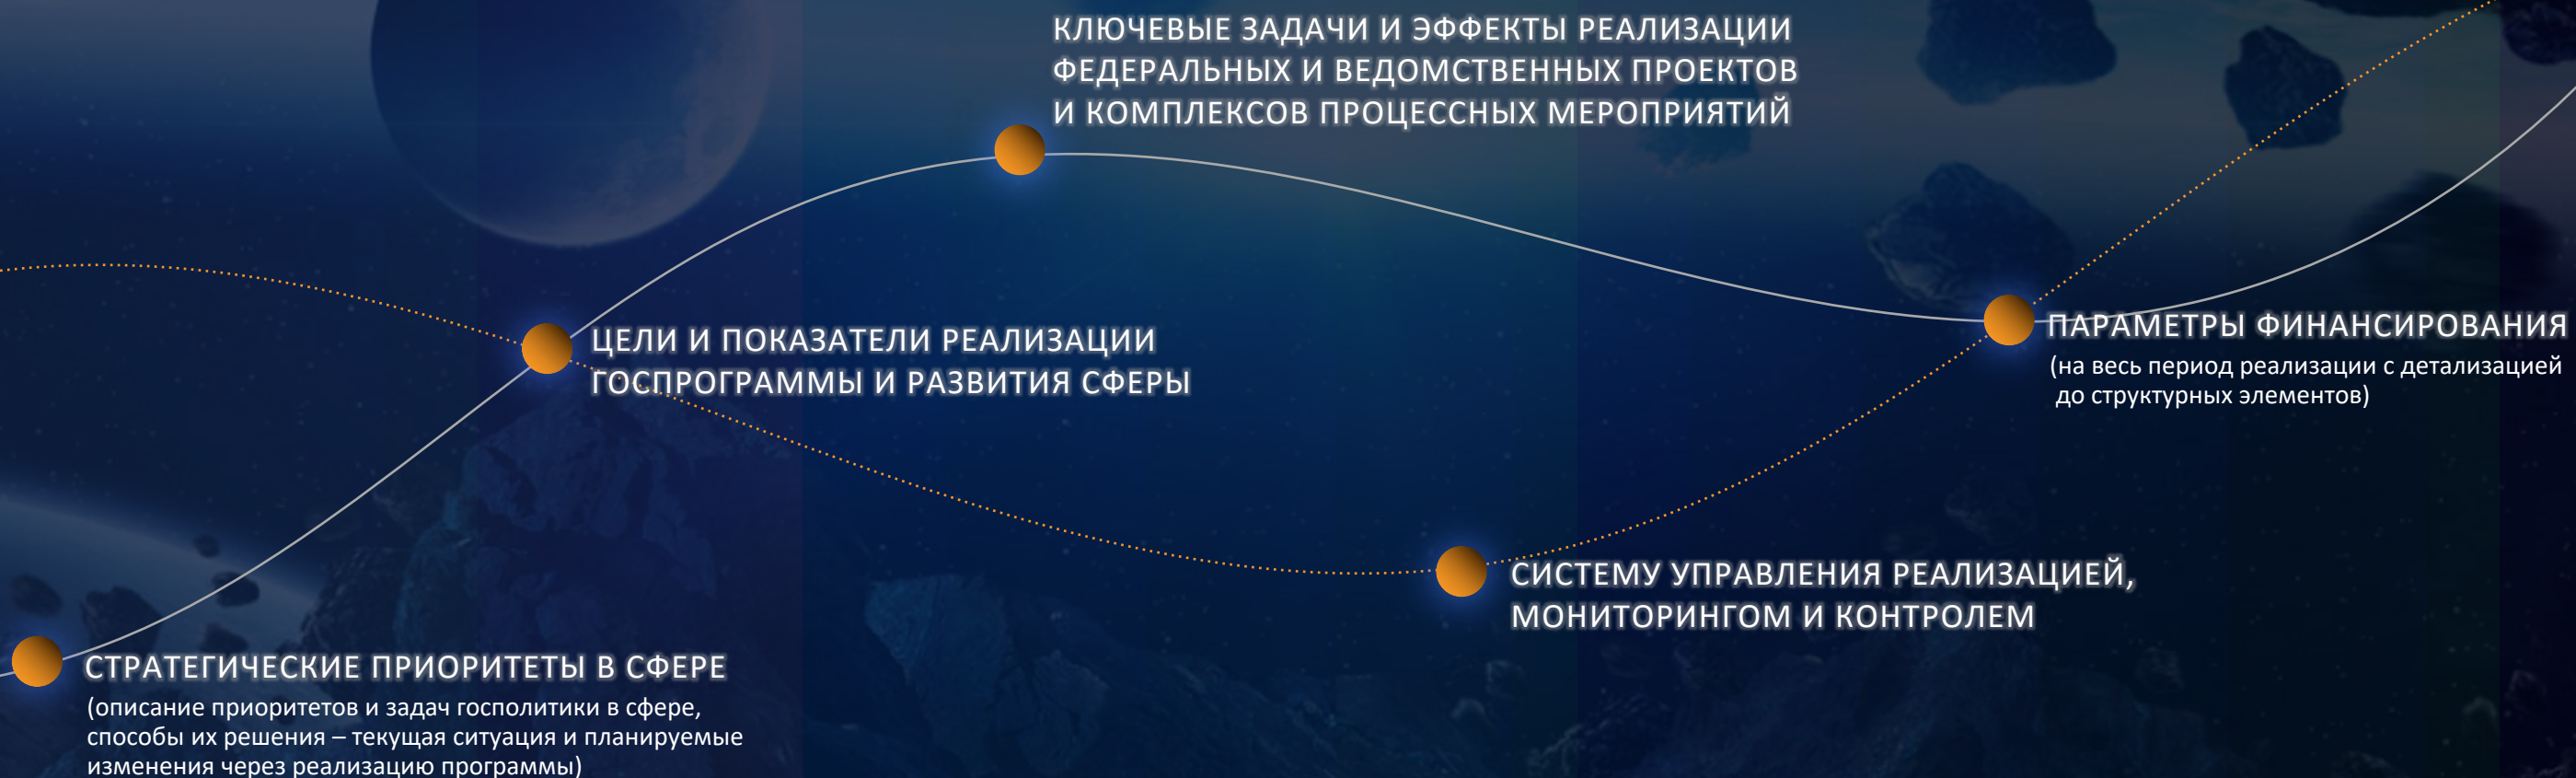 КЛЮЧЕВЫЕ ЗАДАЧИ И ЭФФЕКТЫ РЕАЛИЗАЦИИ
ФЕДЕРАЛЬНЫХ И ВЕДОМСТВЕННЫХ ПРОЕКТОВ
И КОМПЛЕКСОВ ПРОЦЕССНЫХ МЕРОПРИЯТИЙ
ЦЕЛИ И ПОКАЗАТЕЛИ РЕАЛИЗАЦИИ
ГОСПРОГРАММЫ И РАЗВИТИЯ СФЕРЫ
ПАРАМЕТРЫ ФИНАНСИРОВАНИЯ
(на весь период реализации с детализацией
до структурных элементов)
СИСТЕМУ УПРАВЛЕНИЯ РЕАЛИЗАЦИЕЙ,
МОНИТОРИНГОМ И КОНТРОЛЕМ
СТРАТЕГИЧЕСКИЕ ПРИОРИТЕТЫ В СФЕРЕ
(описание приоритетов и задач госполитики в сфере,
способы их решения – текущая ситуация и планируемые
изменения через реализацию программы)